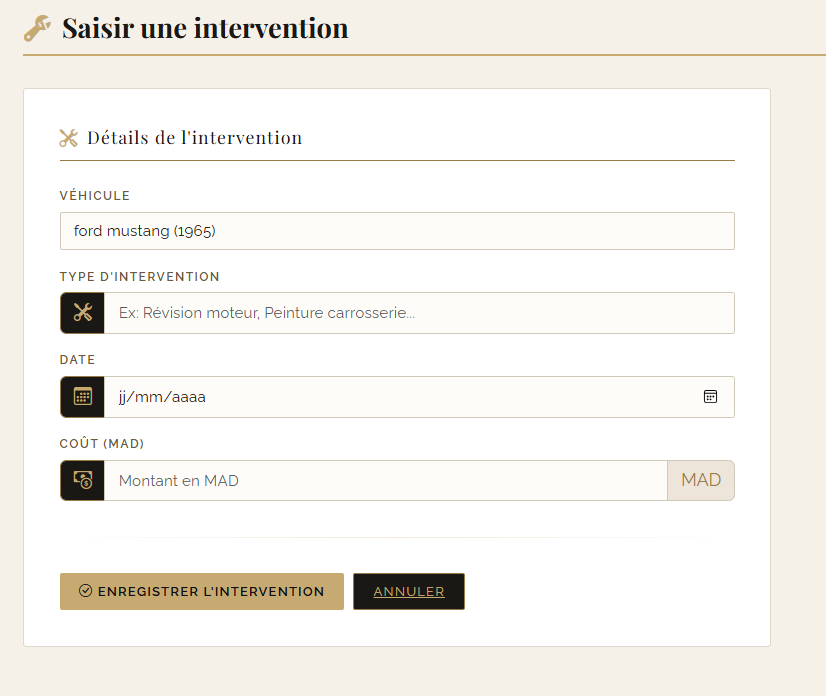 Saisir une intervention
Détails de l'intervention
VÉHICULE
ford mustang (1965)
TYPE D'INTERVENTION
Ex: Révision moteur, Peinture carrosserie...
DATE
jj/mm/aaaa
COÛT (MAD)
Montant en MAD MAD
ENREGISTRER L'INTERVENTION ANNULER